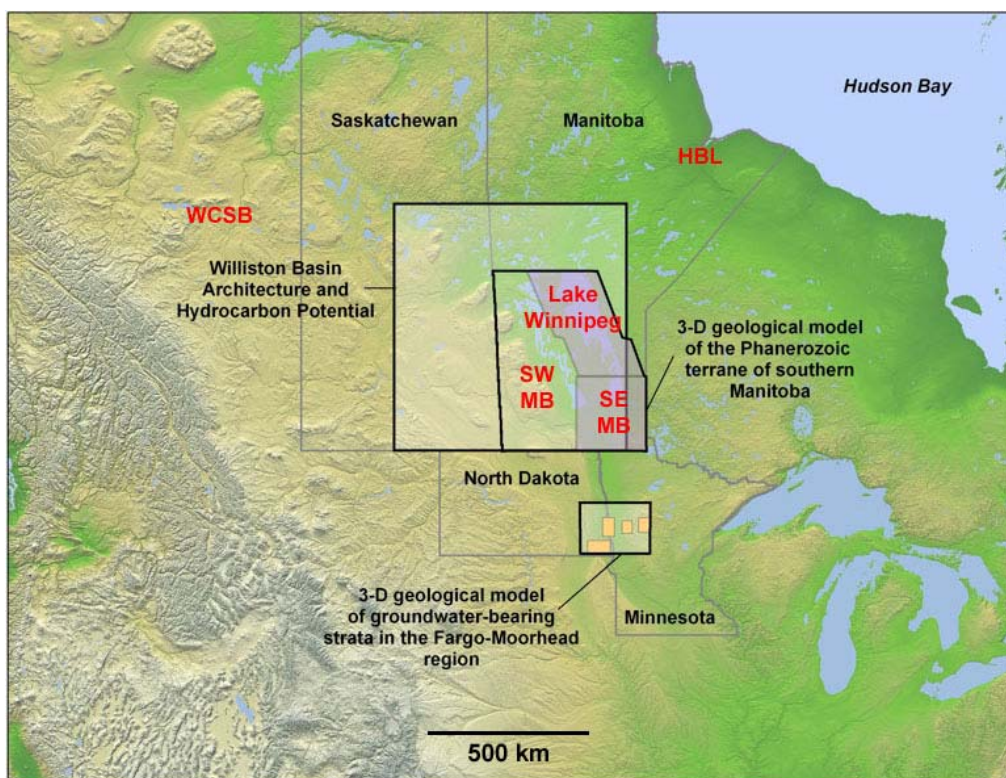 Hudson Bay
Saskatchewan
Manitoba
HBL
WCSB
Williston Basin
Architecture and
Hydrocarbon Potential
Lake
Winnipeg
3-D geological model
of the Phanerozoic
terrane of southern
Manitoba
SW
MB
SE
MB
North Dakota
3-D geological model
of groundwater-bearing
strata in the Fargo-Moorhead
region
Minnesota
500 km